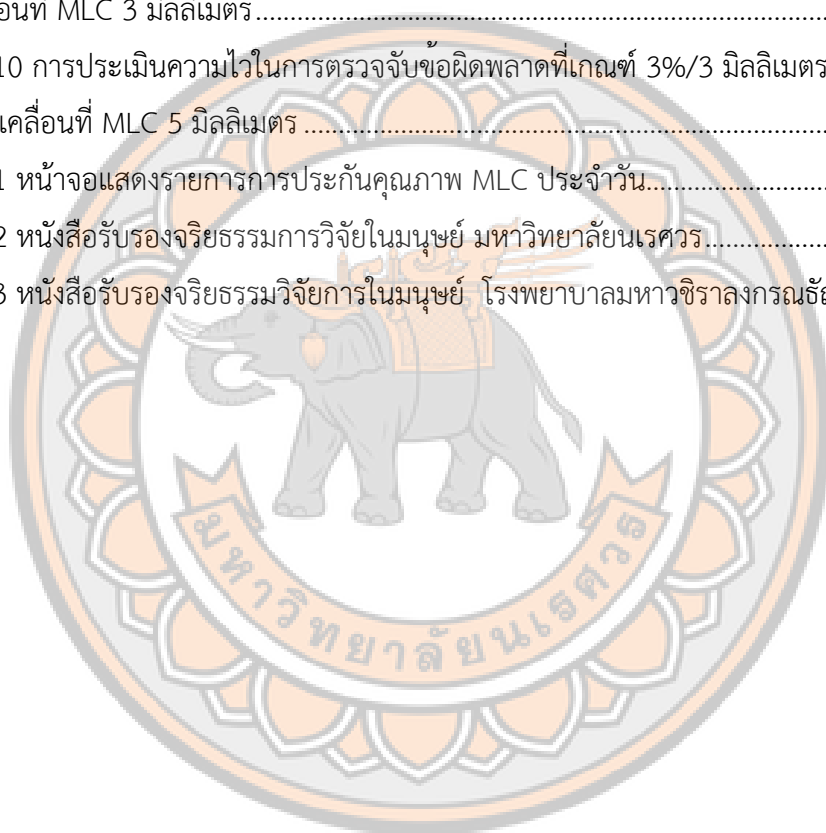 อนที่ MLC 3 มิลลิเมตร....................................................................................
10 การประเมินความไวในการตรวจจับข้อผิดพลาดที่เกณฑ์ 3%/3 มิลลิเมตร
เคลื่อนที่ MLC 5 มิลลิเมตร ....................................................................................
1 หน้าจอแสดงรายการการประกันคุณภาพ MLC ประจำวัน............................
2 หนังสือรับรองจริยธรรมการวิจัยในมนุษย์ มหาวิทยาลัยนเรศวร......................
3 หนังสือรับรองจริยธรรมวิจัยการในมนุษย์ โรงพยาบาลมหาวชิราลงกรณธัญ
มหาวิทยาลัยนเรศวร